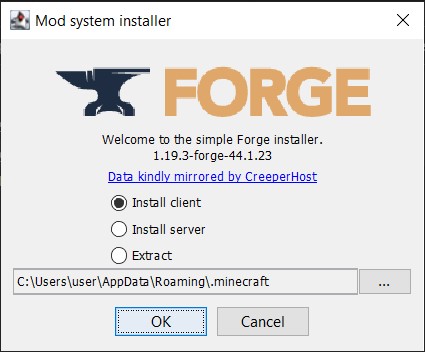 Mod system installer
FORGE
Welcome to the simple Forge installer.
1.19.3-forge-44.1.23
Data kindly mirrored by CreeperHost
Install client
Install server
Extract
C:\Users\user\AppData\Roaming\.minecraft
...
OK
Cancel